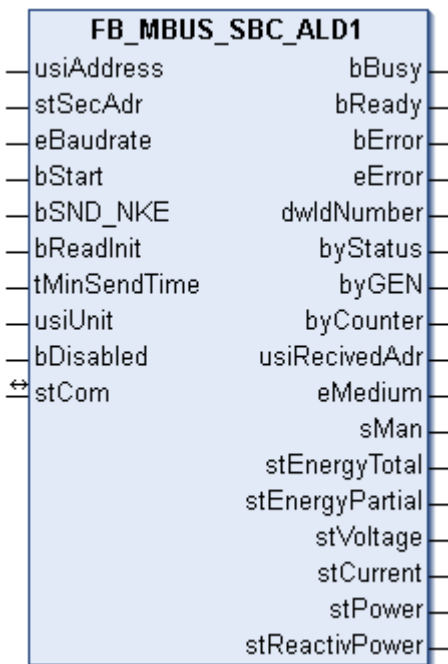 FB_MBUS_SBC_ALD1
usiAddress bBusy
stSecAdr bReady
eBaudrate bError
bStart eError
bSND_NKE dwIdNumber
bReadInit byStatus
tMinSendTime byGEN
usiUnit byCounter
bDisabled usiRecivedAdr
stCom eMedium
sMan
stEnergyTotal
stEnergyPartial
stVoltage
stCurrent
stPower
stReactivPower